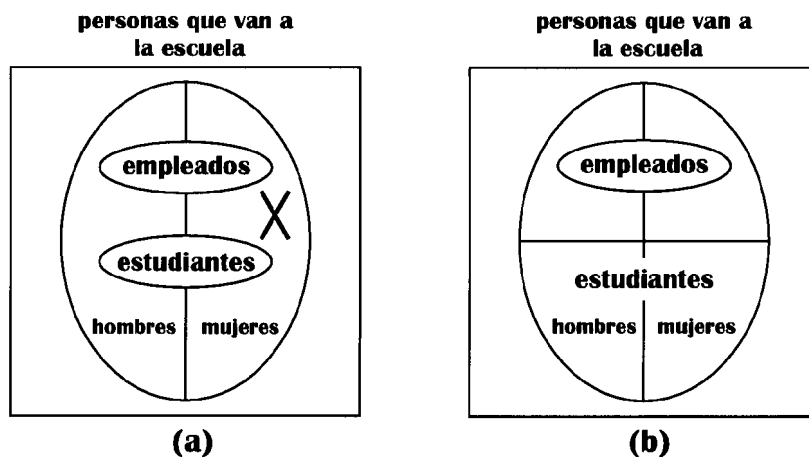 personas que van a
la escuela
empleados
X
estudiantes
hombres mujeres
(a)
personas que van a
la escuela
empleados
estudiantes
hombres mujeres
(b)